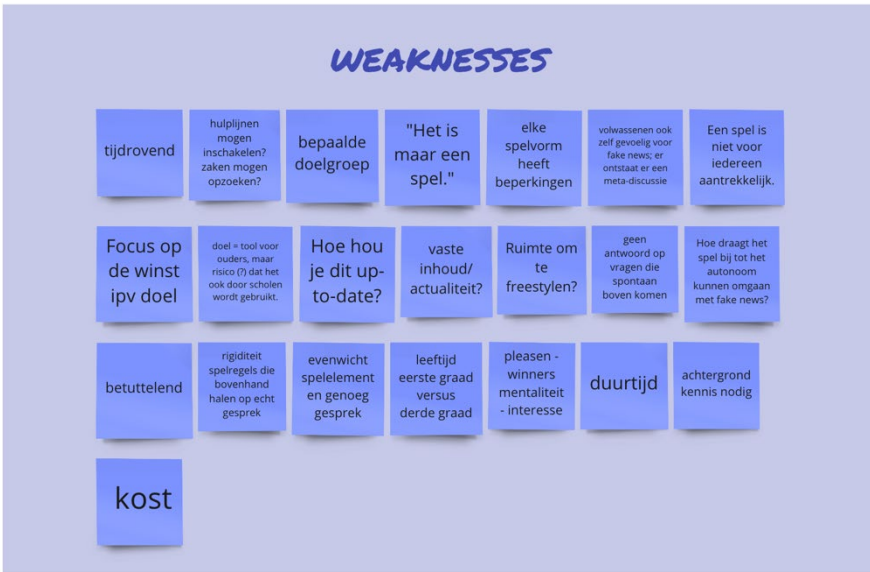 WEAKNESSES
tijdrovend
hulplijnen
mogen
inschakelen?
zaken mogen
opzoeken?
bepaalde
doelgroep
"Het is
maar een
spel."
elke
spelvorm
heeft
beperkingen
volwassenen ook
zelf gevoelig voor
fake news; er
ontstaat er een
meta-discussie
Een spel is
niet voor
iedereen
aantrekkelijk.
Focus op
de winst
ipv doel
doel = tool voor
ouders, maar
risico (?) dat het
ook door scholen
wordt gebruikt.
Hoe hou
je dit up-
to-date?
vaste
inhoud/
actualiteit?
Ruimte om
te
freestylen?
geen
antwoord op
vragen die
spontaan
boven komen
Hoe draagt het
spel bij tot het
autonoom
kunnen omgaan
met fake news?
betuttelend
rigiditeit
spelregels die
bovenhand
halen op echt
gesprek
evenwicht
spelelement
en genoeg
gesprek
leeftijd
eerste graad
versus
derde graad
pleasen -
winners
mentaliteit
- interesse
duurtijd
achtergrond
kennis nodig
kost